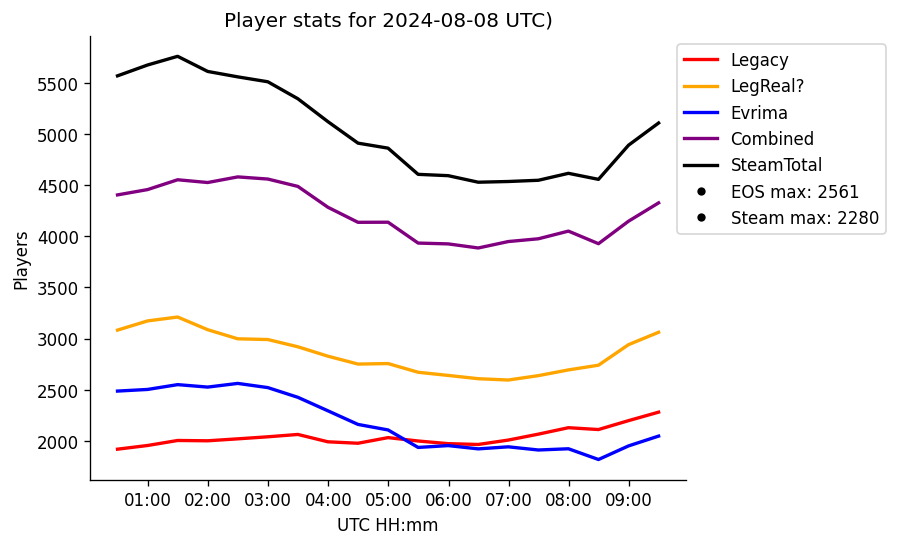 Player stats for 2024-08-08 UTC)
Legacy
LegReal?
Evrima
Combined
SteamTotal
EOS max: 2561
Steam max: 2280
Players
5500
5000
4500
4000
3500
3000
2500
2000
01:00 02:00 03:00 04:00 05:00 06:00 07:00 08:00 09:00
UTC HH:mm